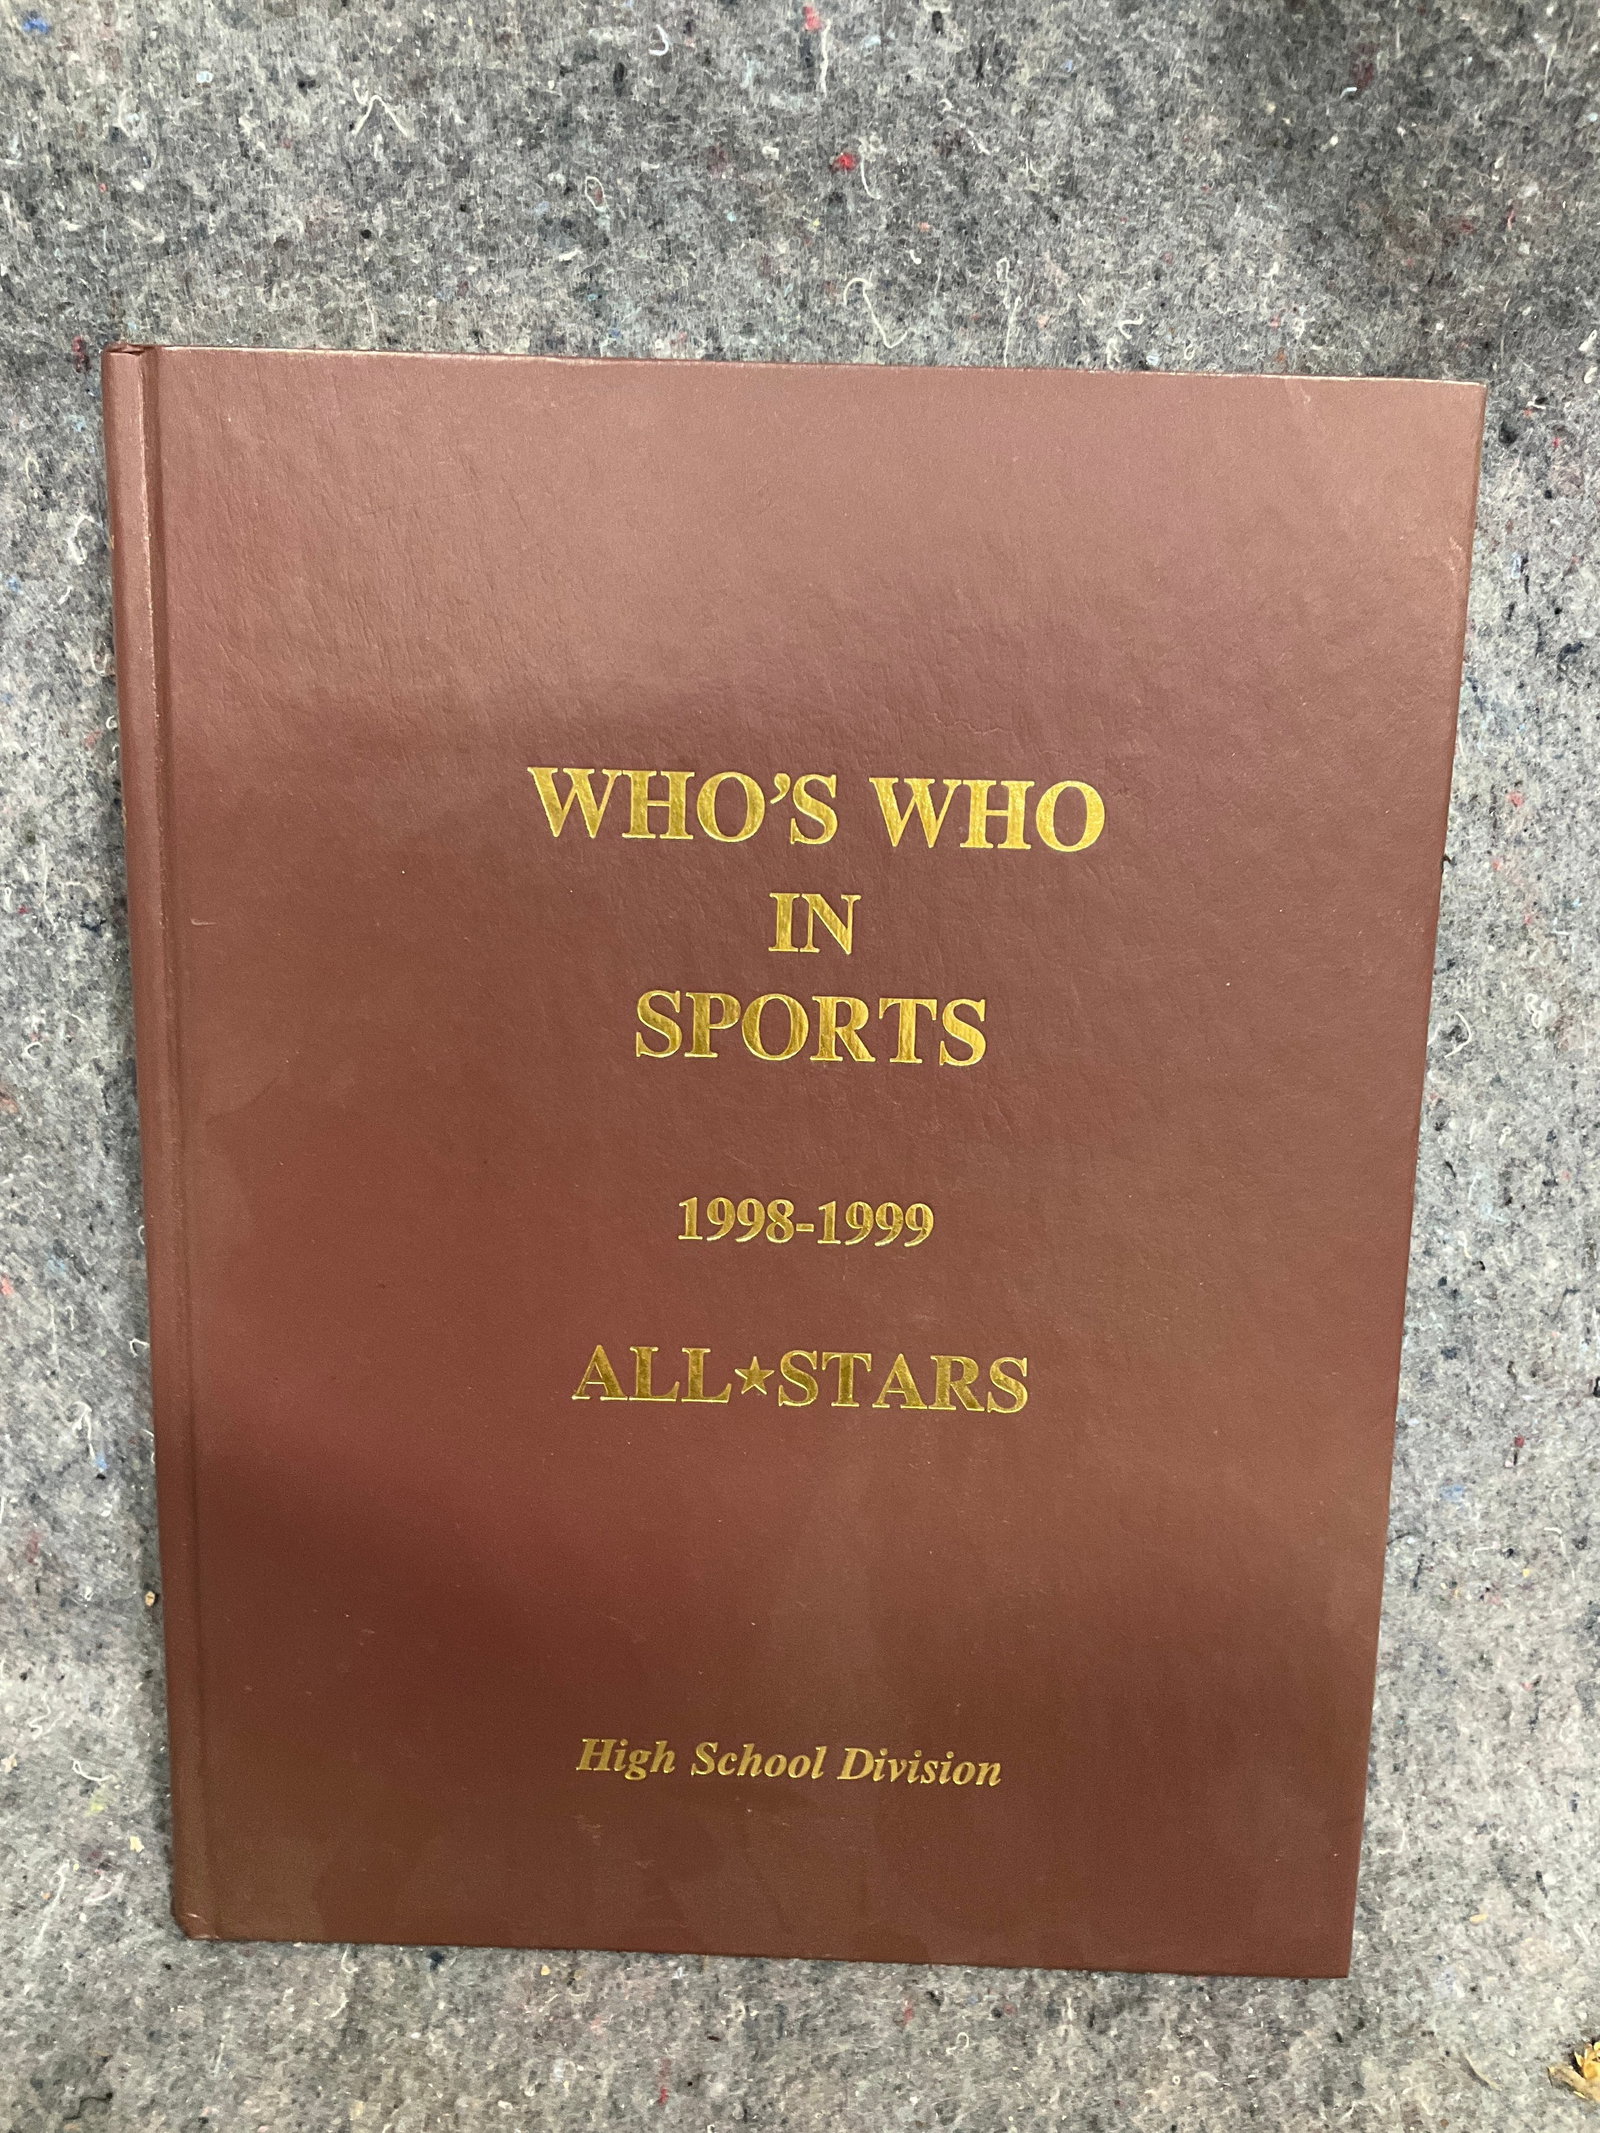 WHO'S WHO
IN
SPORTS
1998-1999
ALL★STARS
High School Division